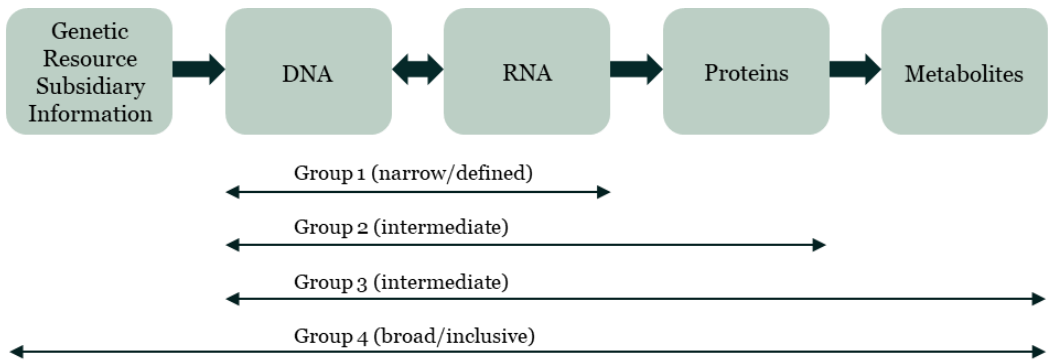 Genetic
Resource
Subsidiary
Information
DNA
RNA
Proteins
Metabolites
Group 1 (narrow/defined)
Group 2 (intermediate)
Group 3 (intermediate)
Group 4 (broad/inclusive)